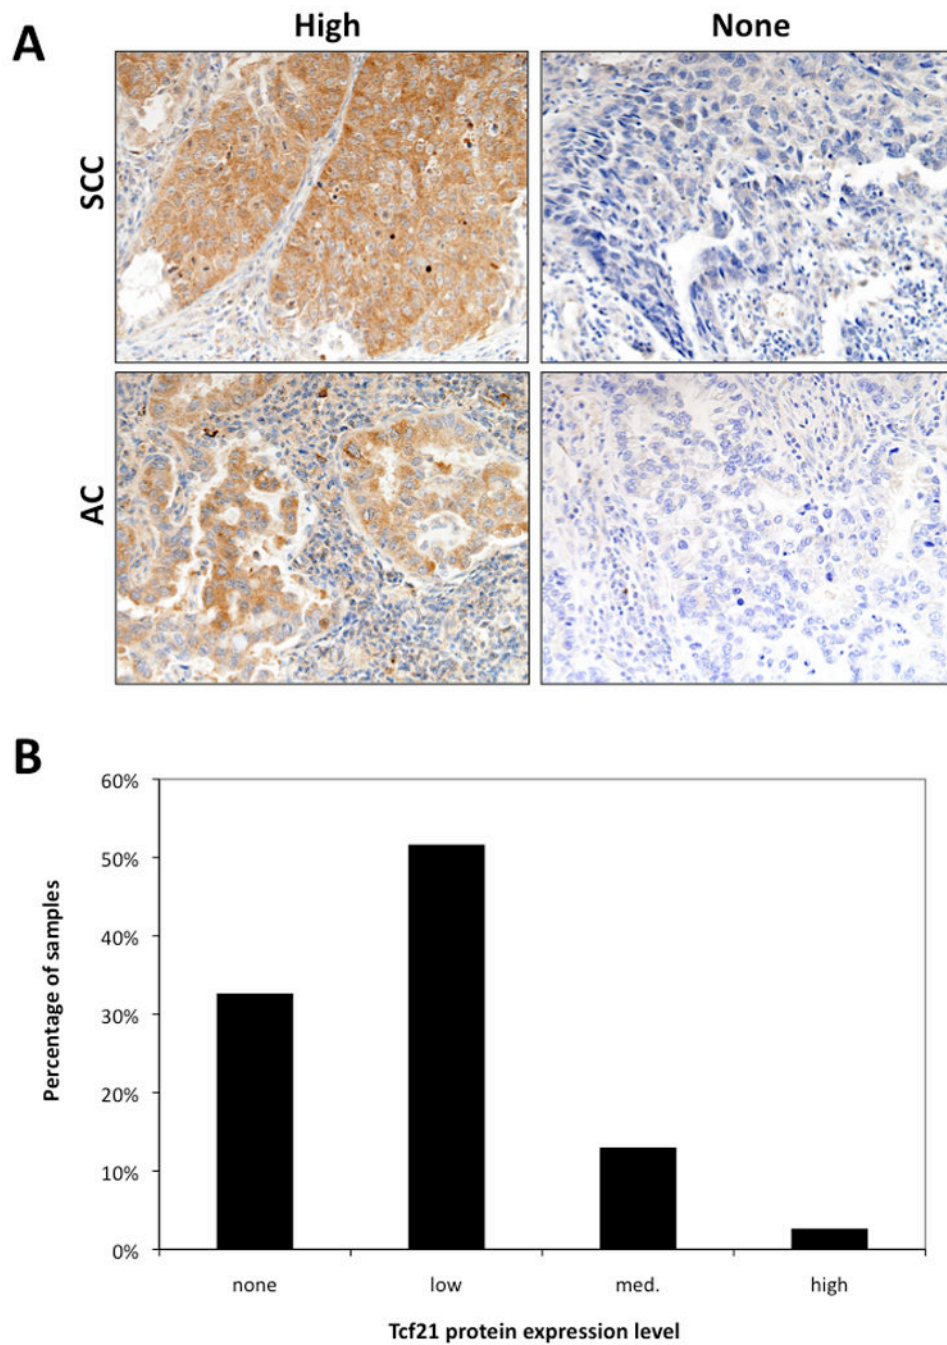 A
High
None
SCC
AC
B
60%
50%
40%
30%
20%
10%
0%
Percentage of samples
none
low
med.
high
Tcf21 protein expression level